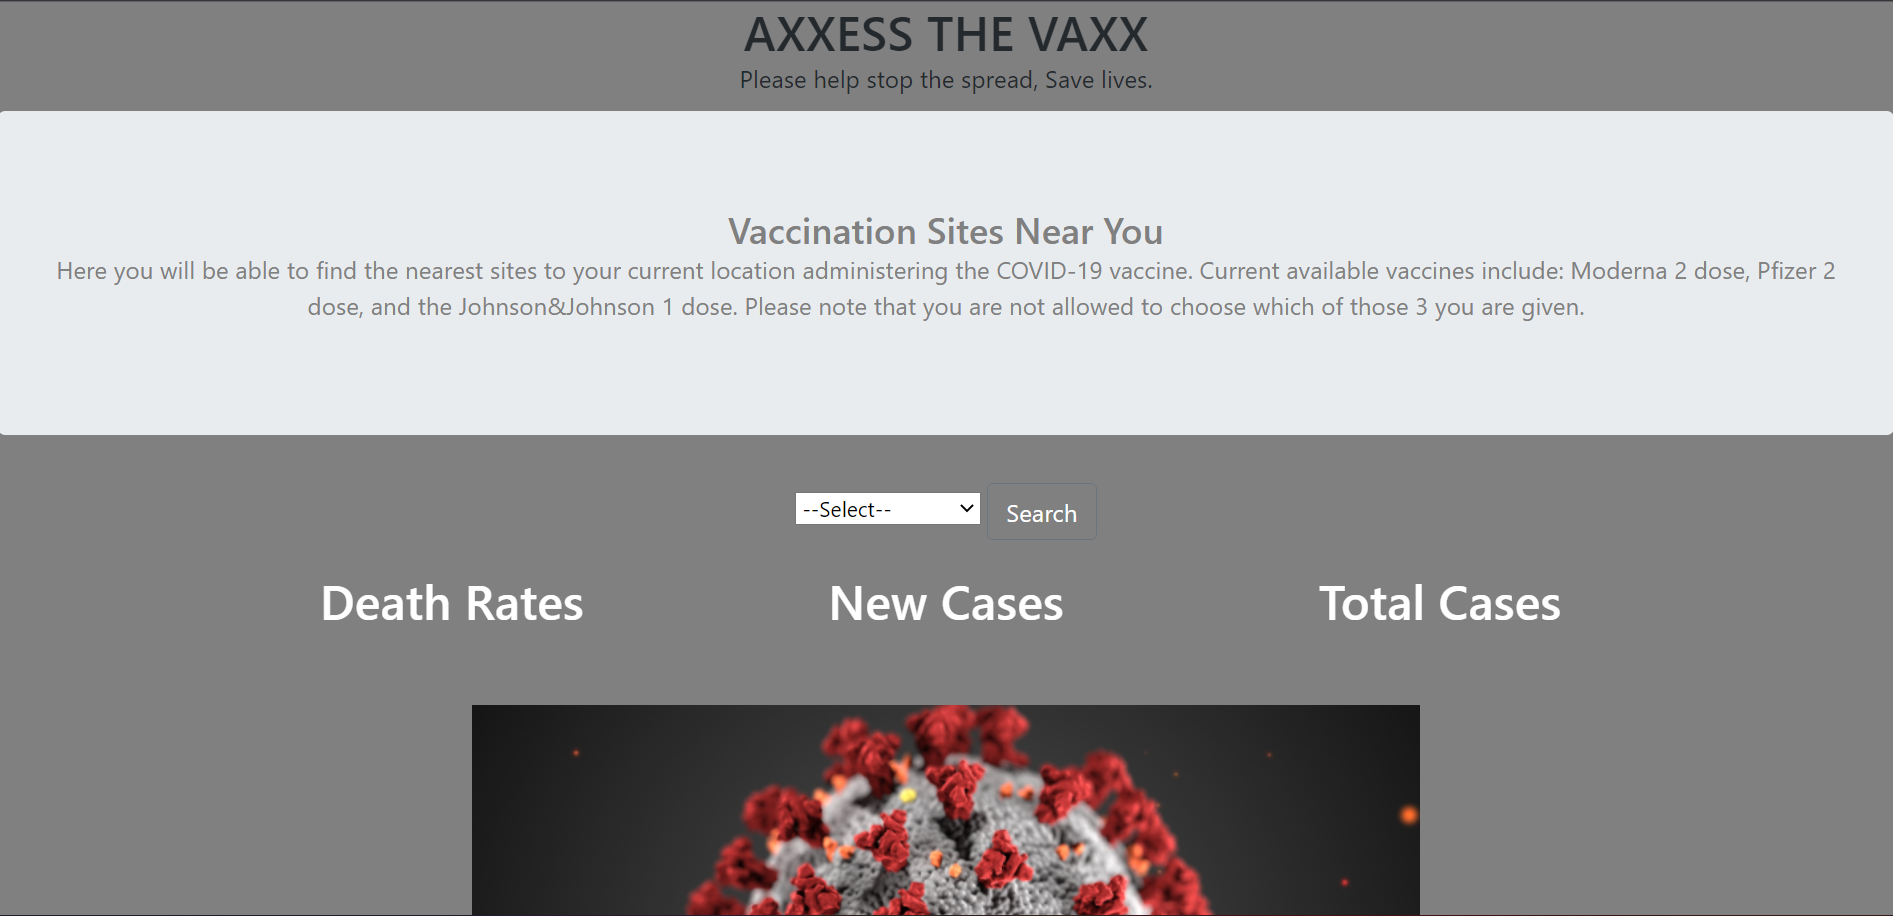 AXXESS THE VAXX
Please help stop the spread, Save lives.
Vaccination Sites Near You
Here you will be able to find the nearest sites to your current location administering the COVID-19 vaccine. Current available vaccines include: Moderna 2 dose, Pfizer 2
dose, and the Johnson&Johnson 1 dose. Please note that you are not allowed to choose which of those 3 you are given.
--Select-- Search
Death Rates New Cases Total Cases